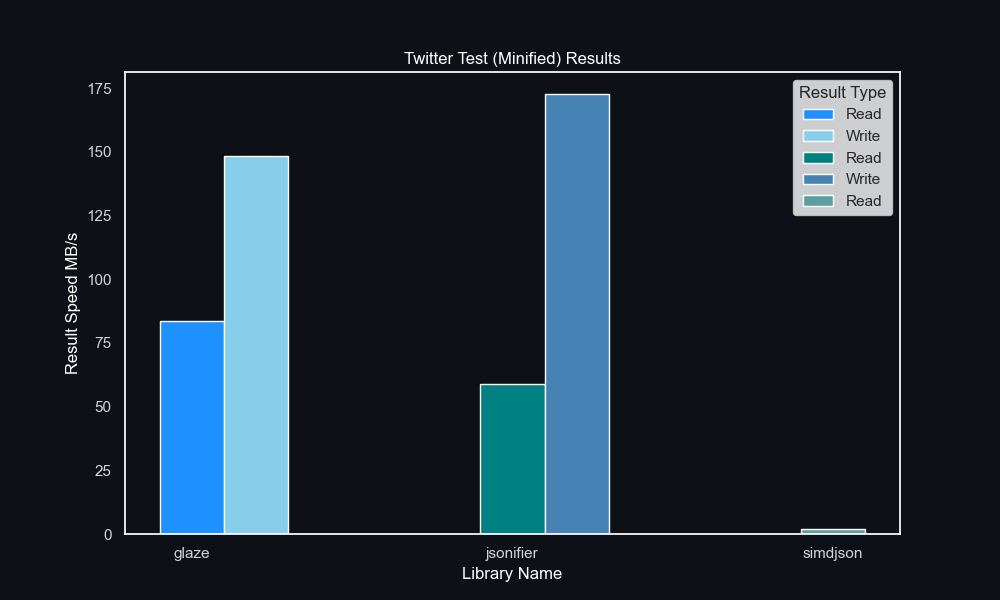 Twitter Test (Minified) Results
Result Speed MB/s
175
150
125
100
75
50
25
0
Result Type
Read
Write
Read
Write
Read
glaze jsonifier simdjson
Library Name